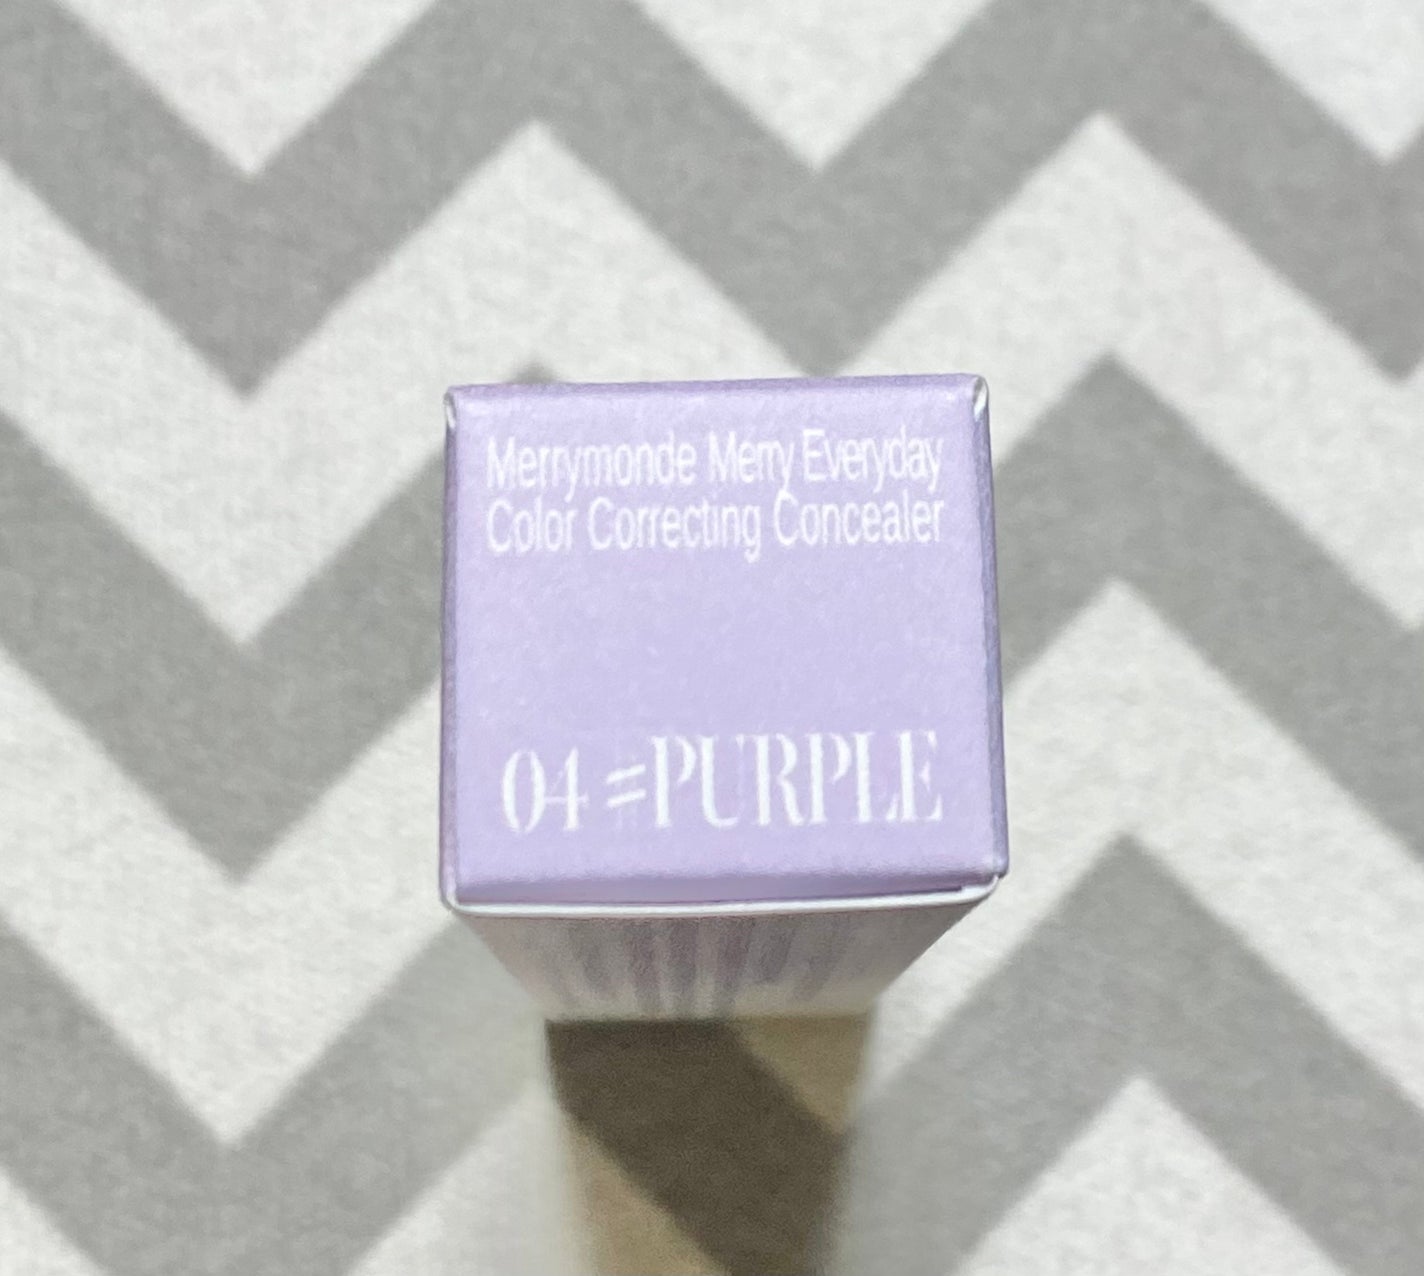 Merrymonde Merry Everyday
Color Correcting Concealer
04 =PURPLE